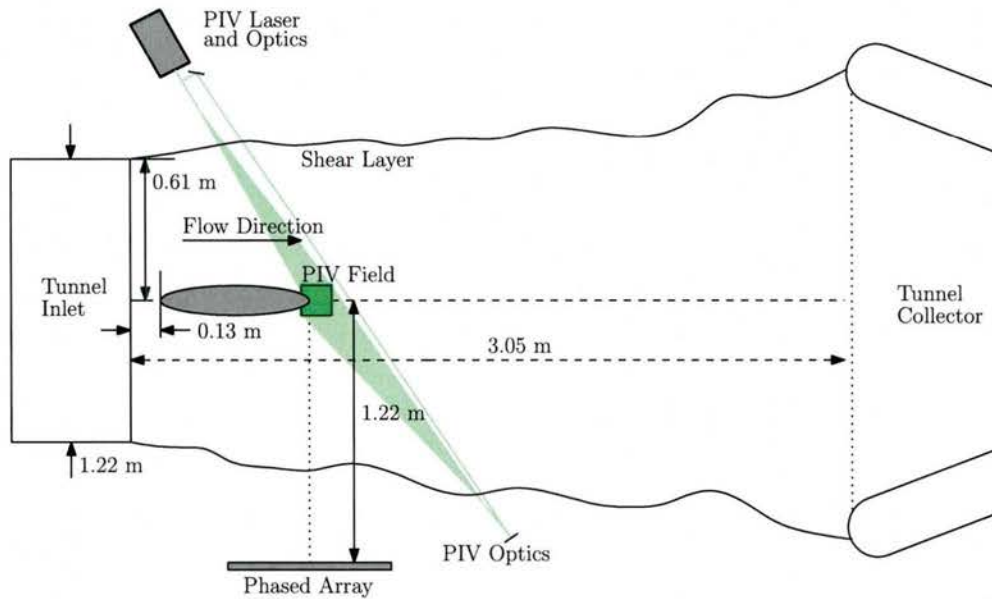 PIV Laser
and Optics
Shear Layer
0.61 m
Flow Direction
PIV Field
Tunnel
Inlet
Tunnel
Collector
0.13 m
3.05 m
1.22 m
1.22 m
PIV Optics
Phased Array